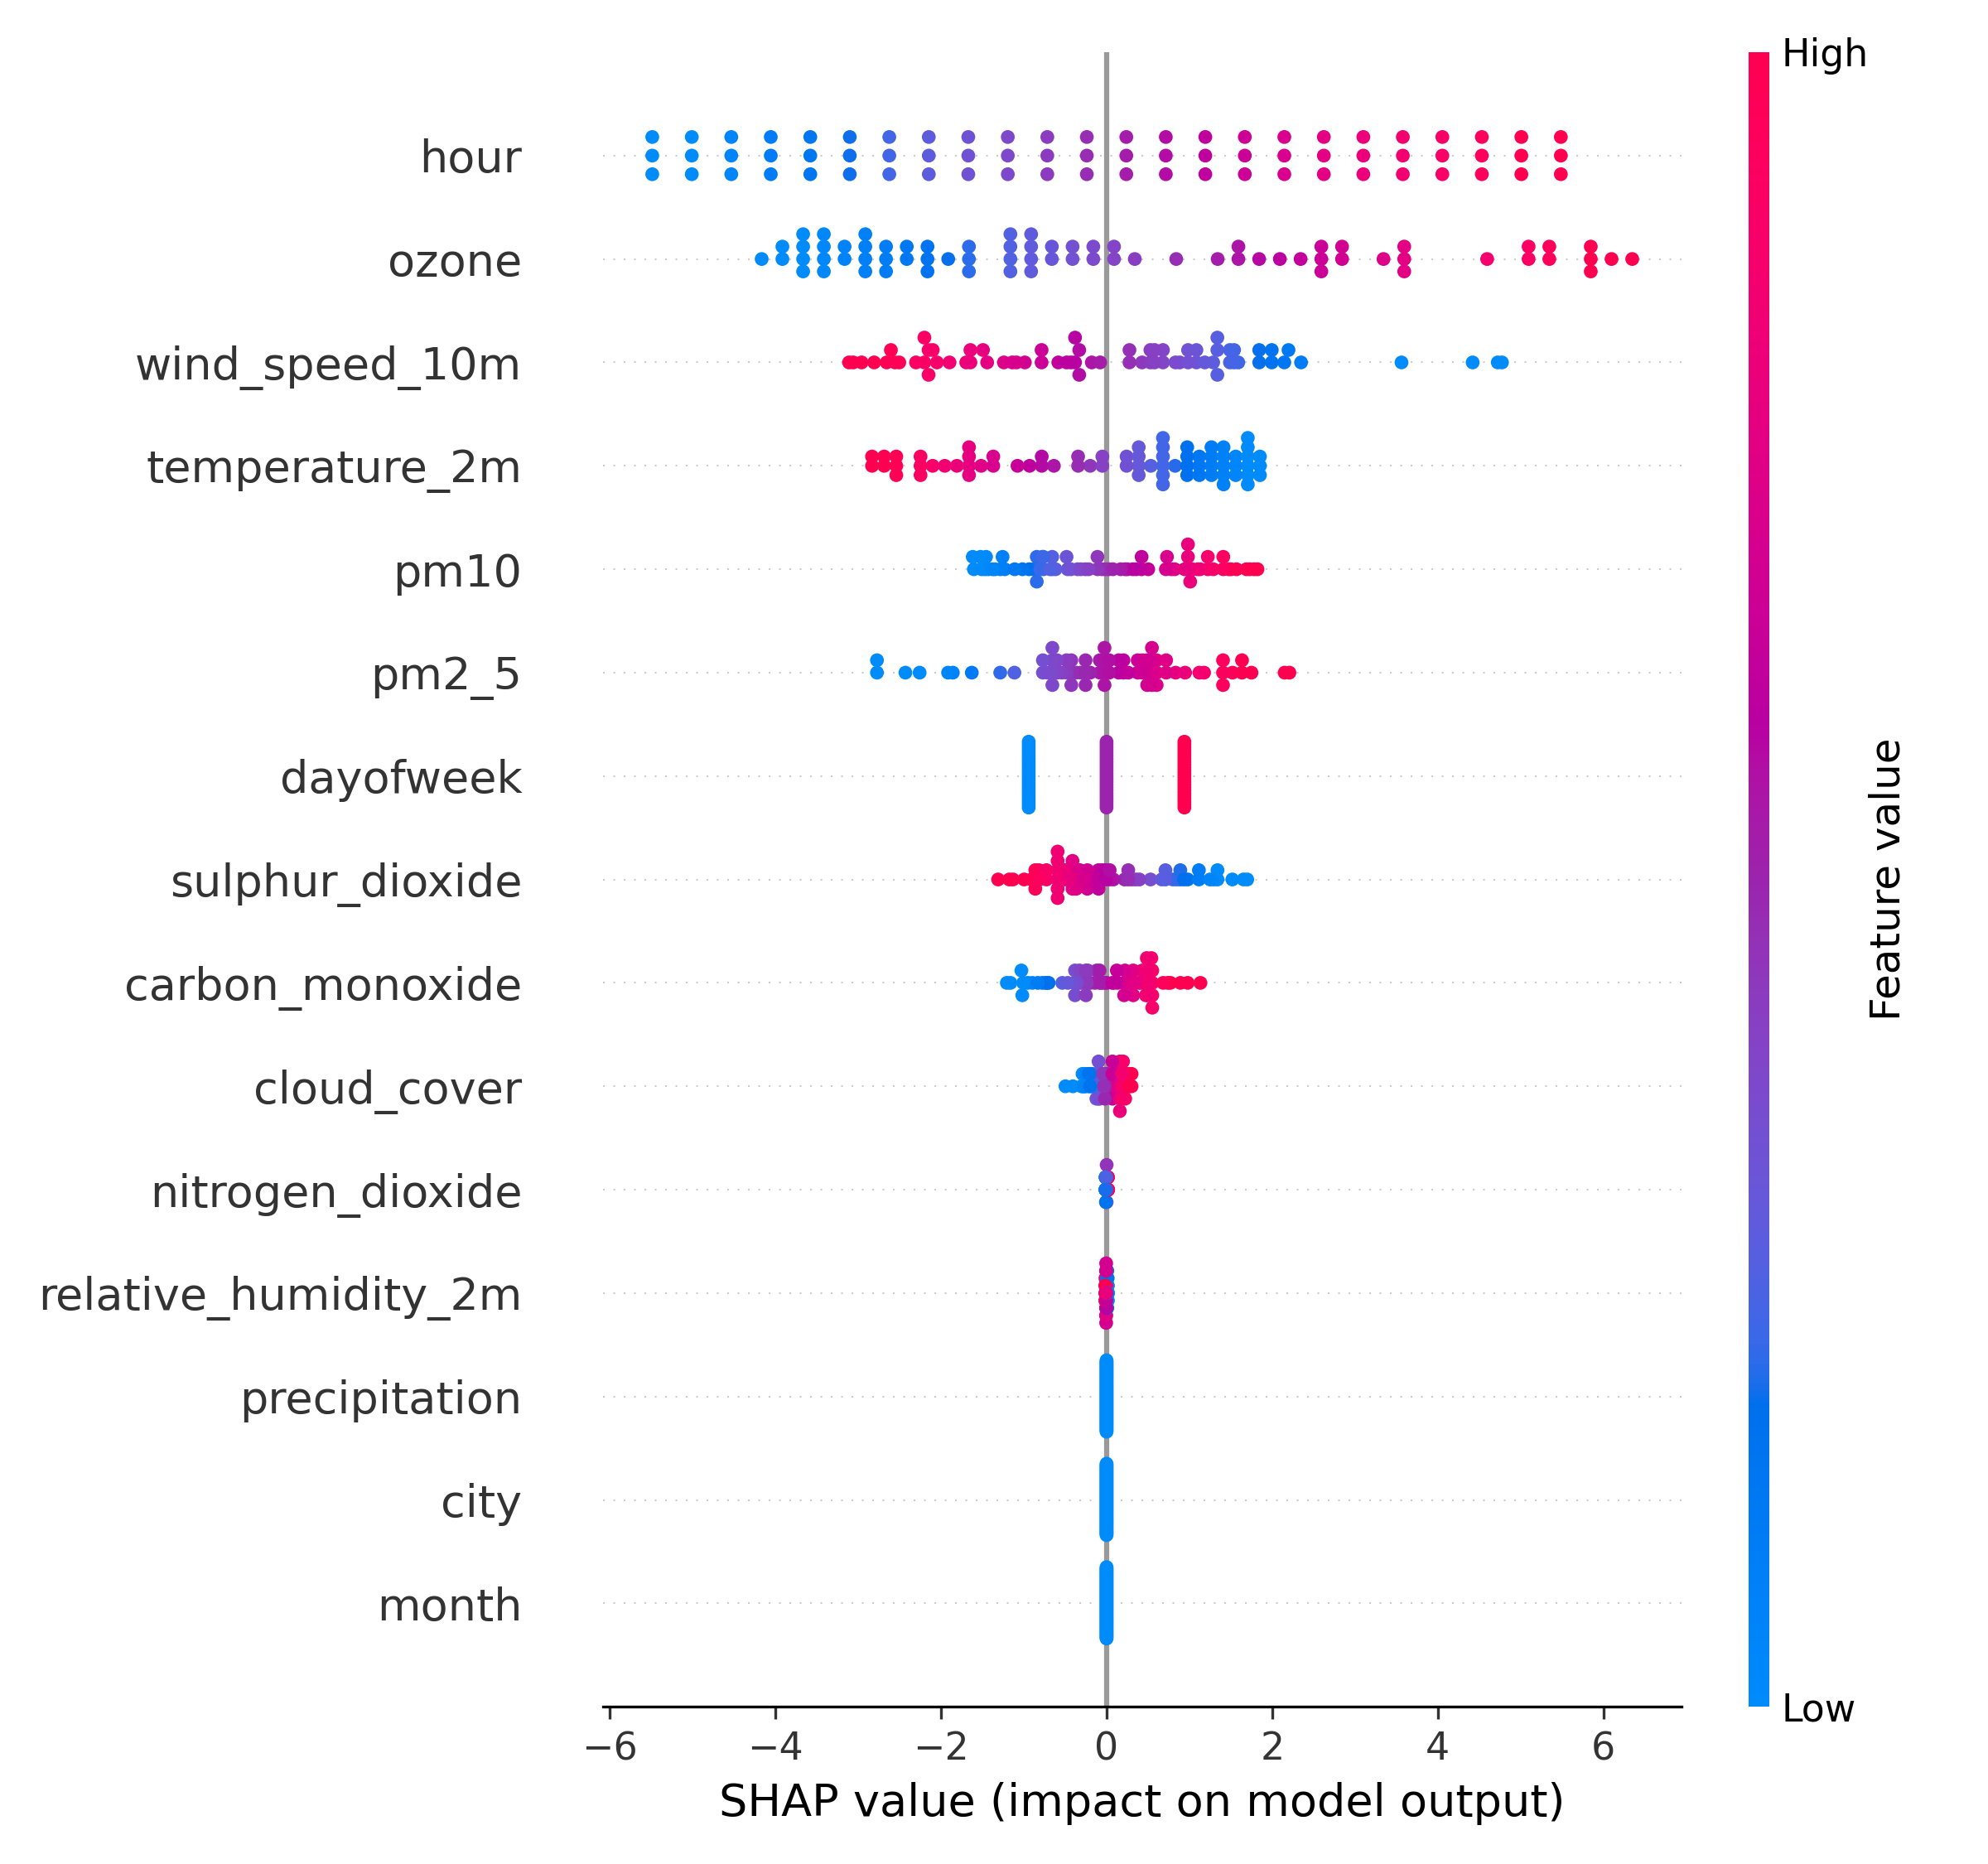 High
hour
ozone
wind_speed_10m
temperature_2m
pm10
pm2_5
dayofweek
sulphur_dioxide
carbon_monoxide
cloud_cover
nitrogen_dioxide
relative_humidity_2m
precipitation
city
month
Feature value
Low
−6 −4 −2 0 2 4 6
SHAP value (impact on model output)